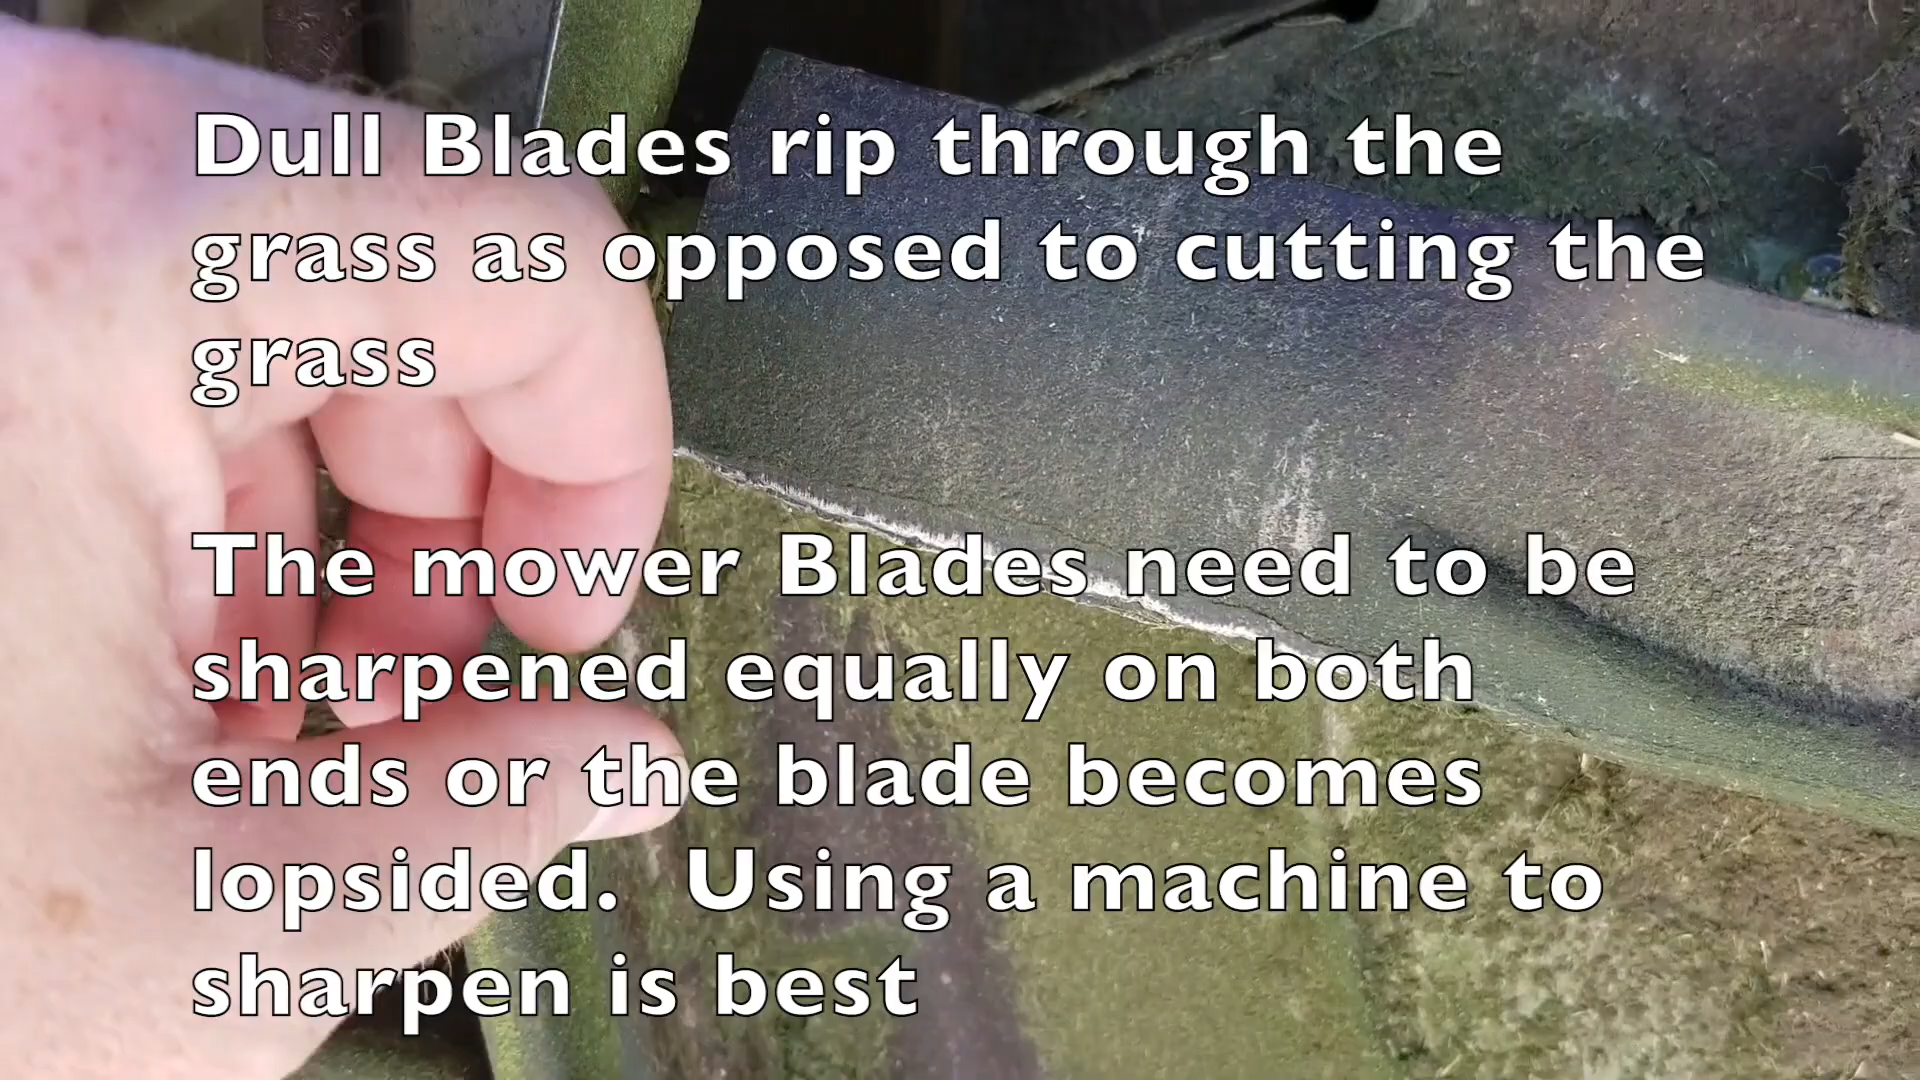 Dull Blades rip through the
grass as opposed to cutting the
grass
The mower Blades need to be
sharpened equally on both
ends or the blade becomes
lopsided.  Using a machine to
sharpen is best